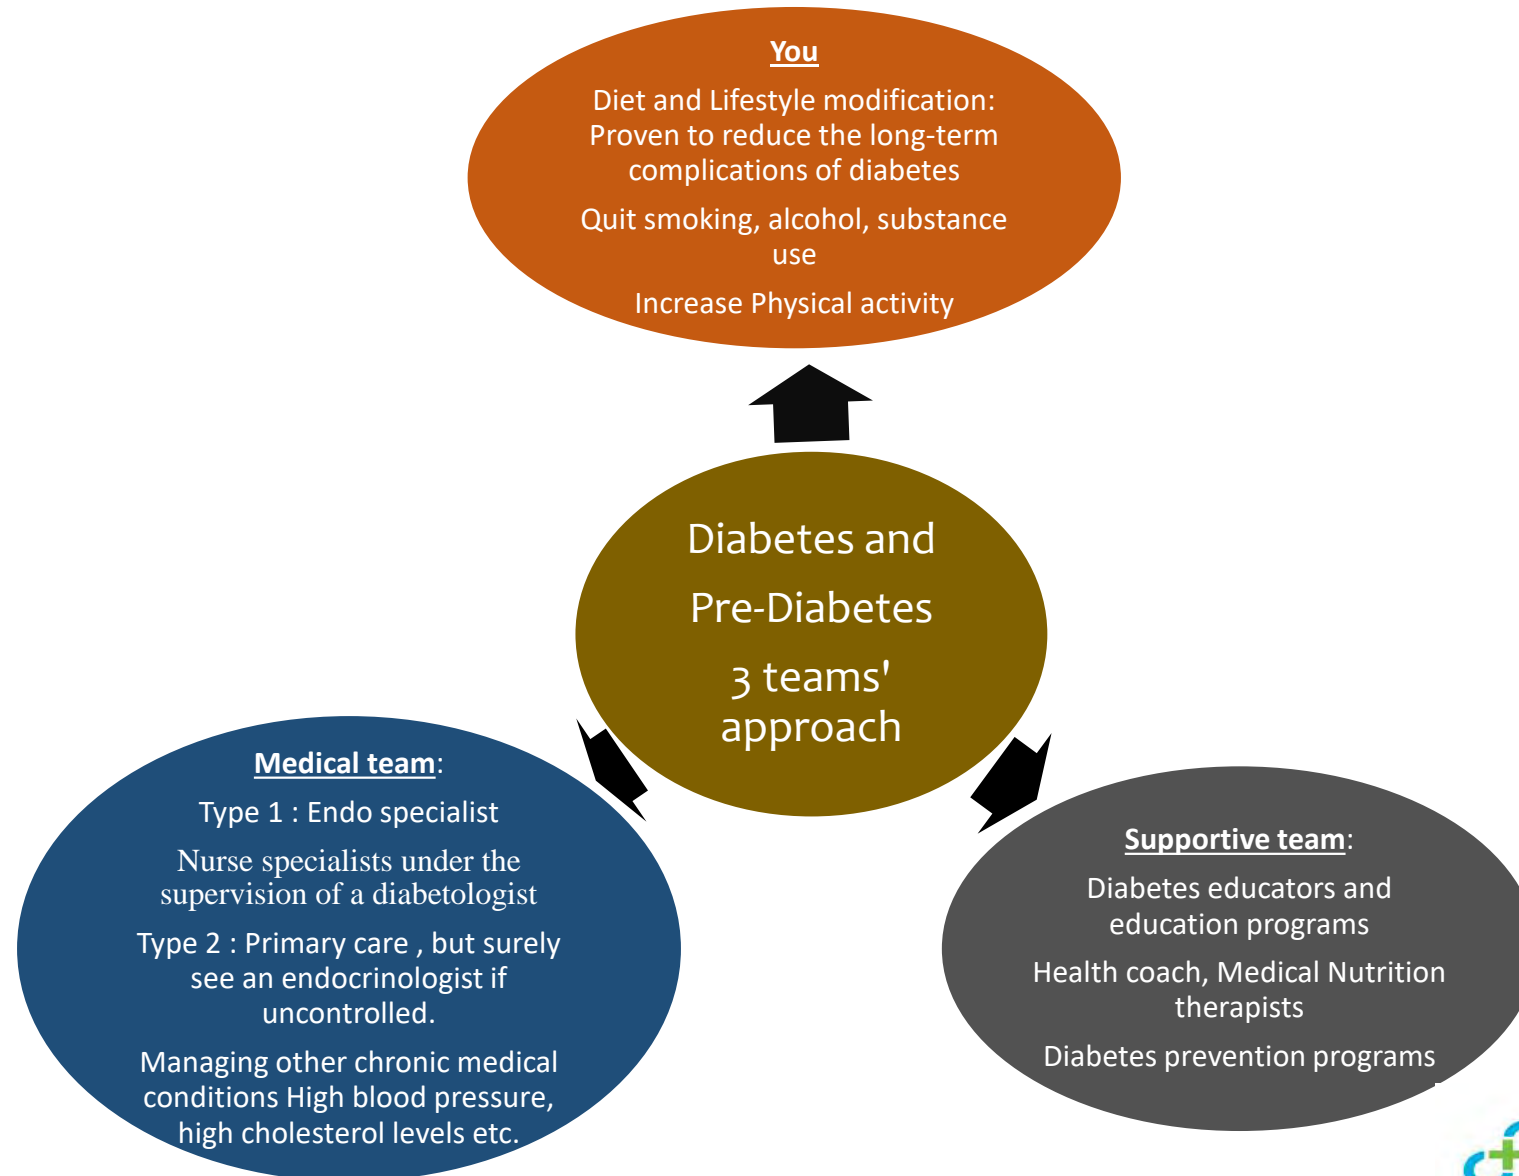 You
Diet and Lifestyle modification:
Proven to reduce the long-term
complications of diabetes
Quit smoking, alcohol, substance
use
Increase Physical activity
Diabetes and
Pre-Diabetes
3 teams'
approach
Medical team:
Type 1 : Endo specialist
Nurse specialists under the
supervision of a diabetologist
Type 2 : Primary care , but surely
see an endocrinologist if
uncontrolled.
Managing other chronic medical
conditions High blood pressure,
high cholesterol levels etc.
Supportive team:
Diabetes educators and
education programs
Health coach, Medical Nutrition
therapists
Diabetes prevention programs